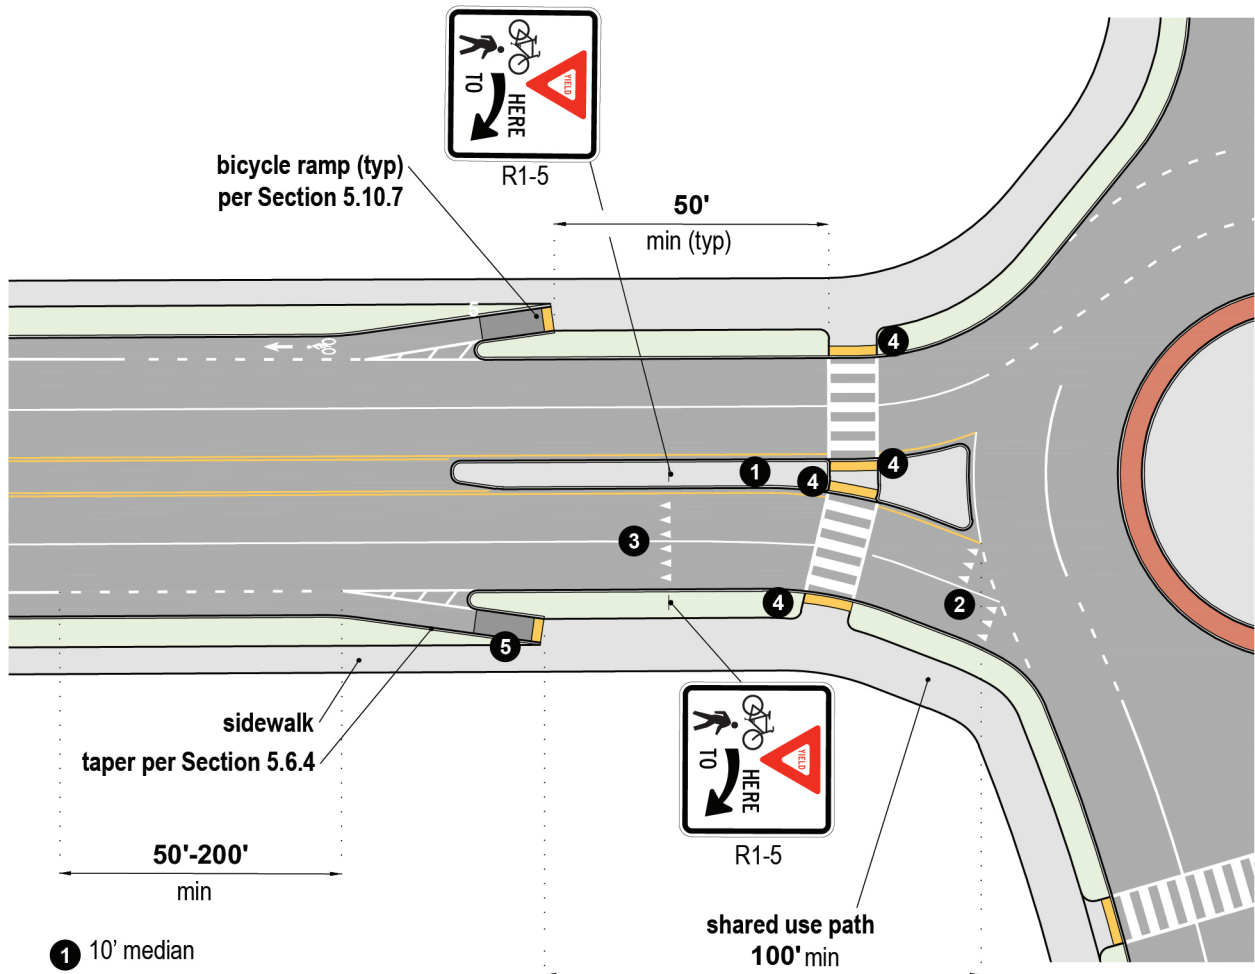 YIELD
HERE
TO
R1-5
bicycle ramp (typ)
per Section 5.10.7
50'
min (typ)
4
1
4
4
3
4
2
5
sidewalk
taper per Section 5.6.4
YIELD
HERE
TO
R1-5
50'-200'
min
shared use path
100' min
1 10’ median